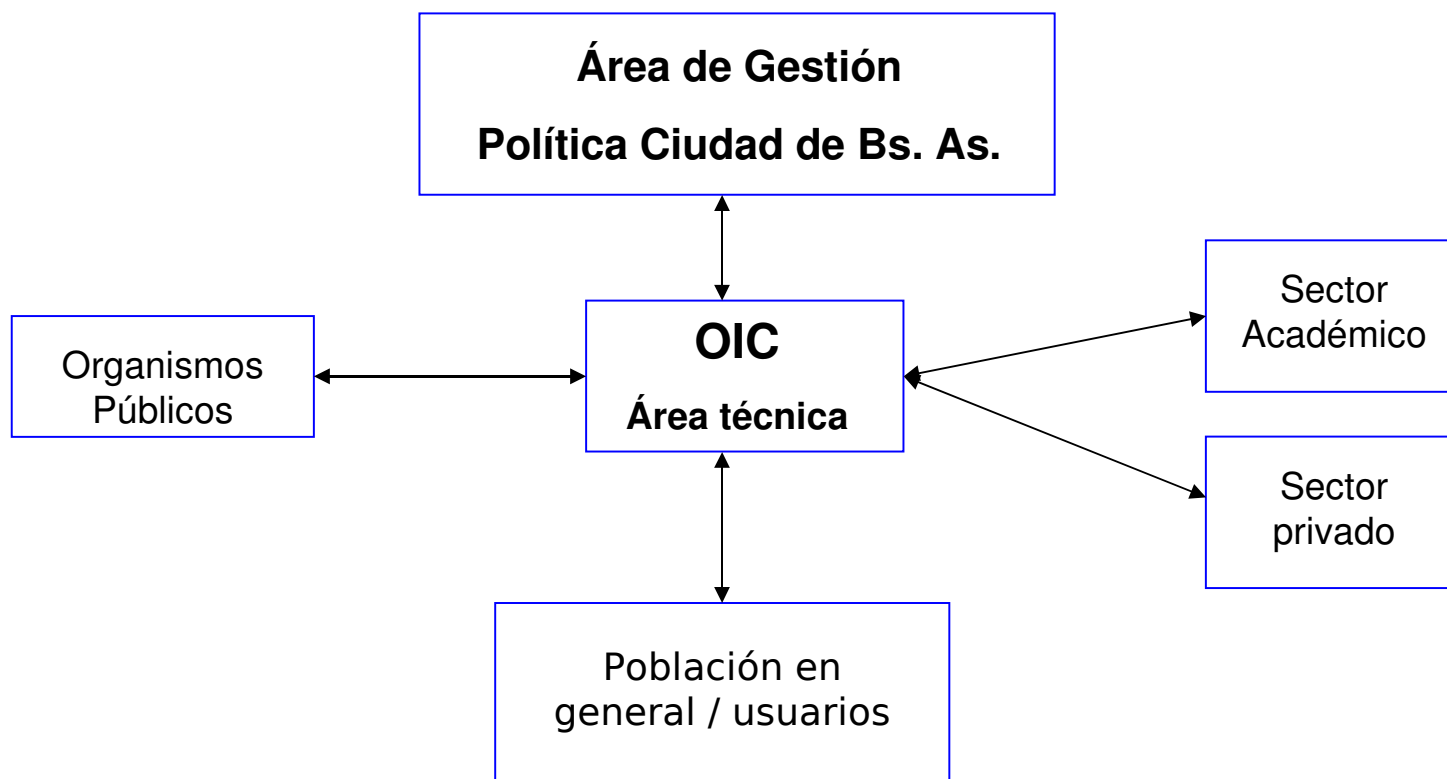 Área de Gestión
Política Ciudad de Bs. As.
Sector
Académico
OIC
Área técnica
Organismos
Públicos
Sector
privado
Población en
general / usuarios